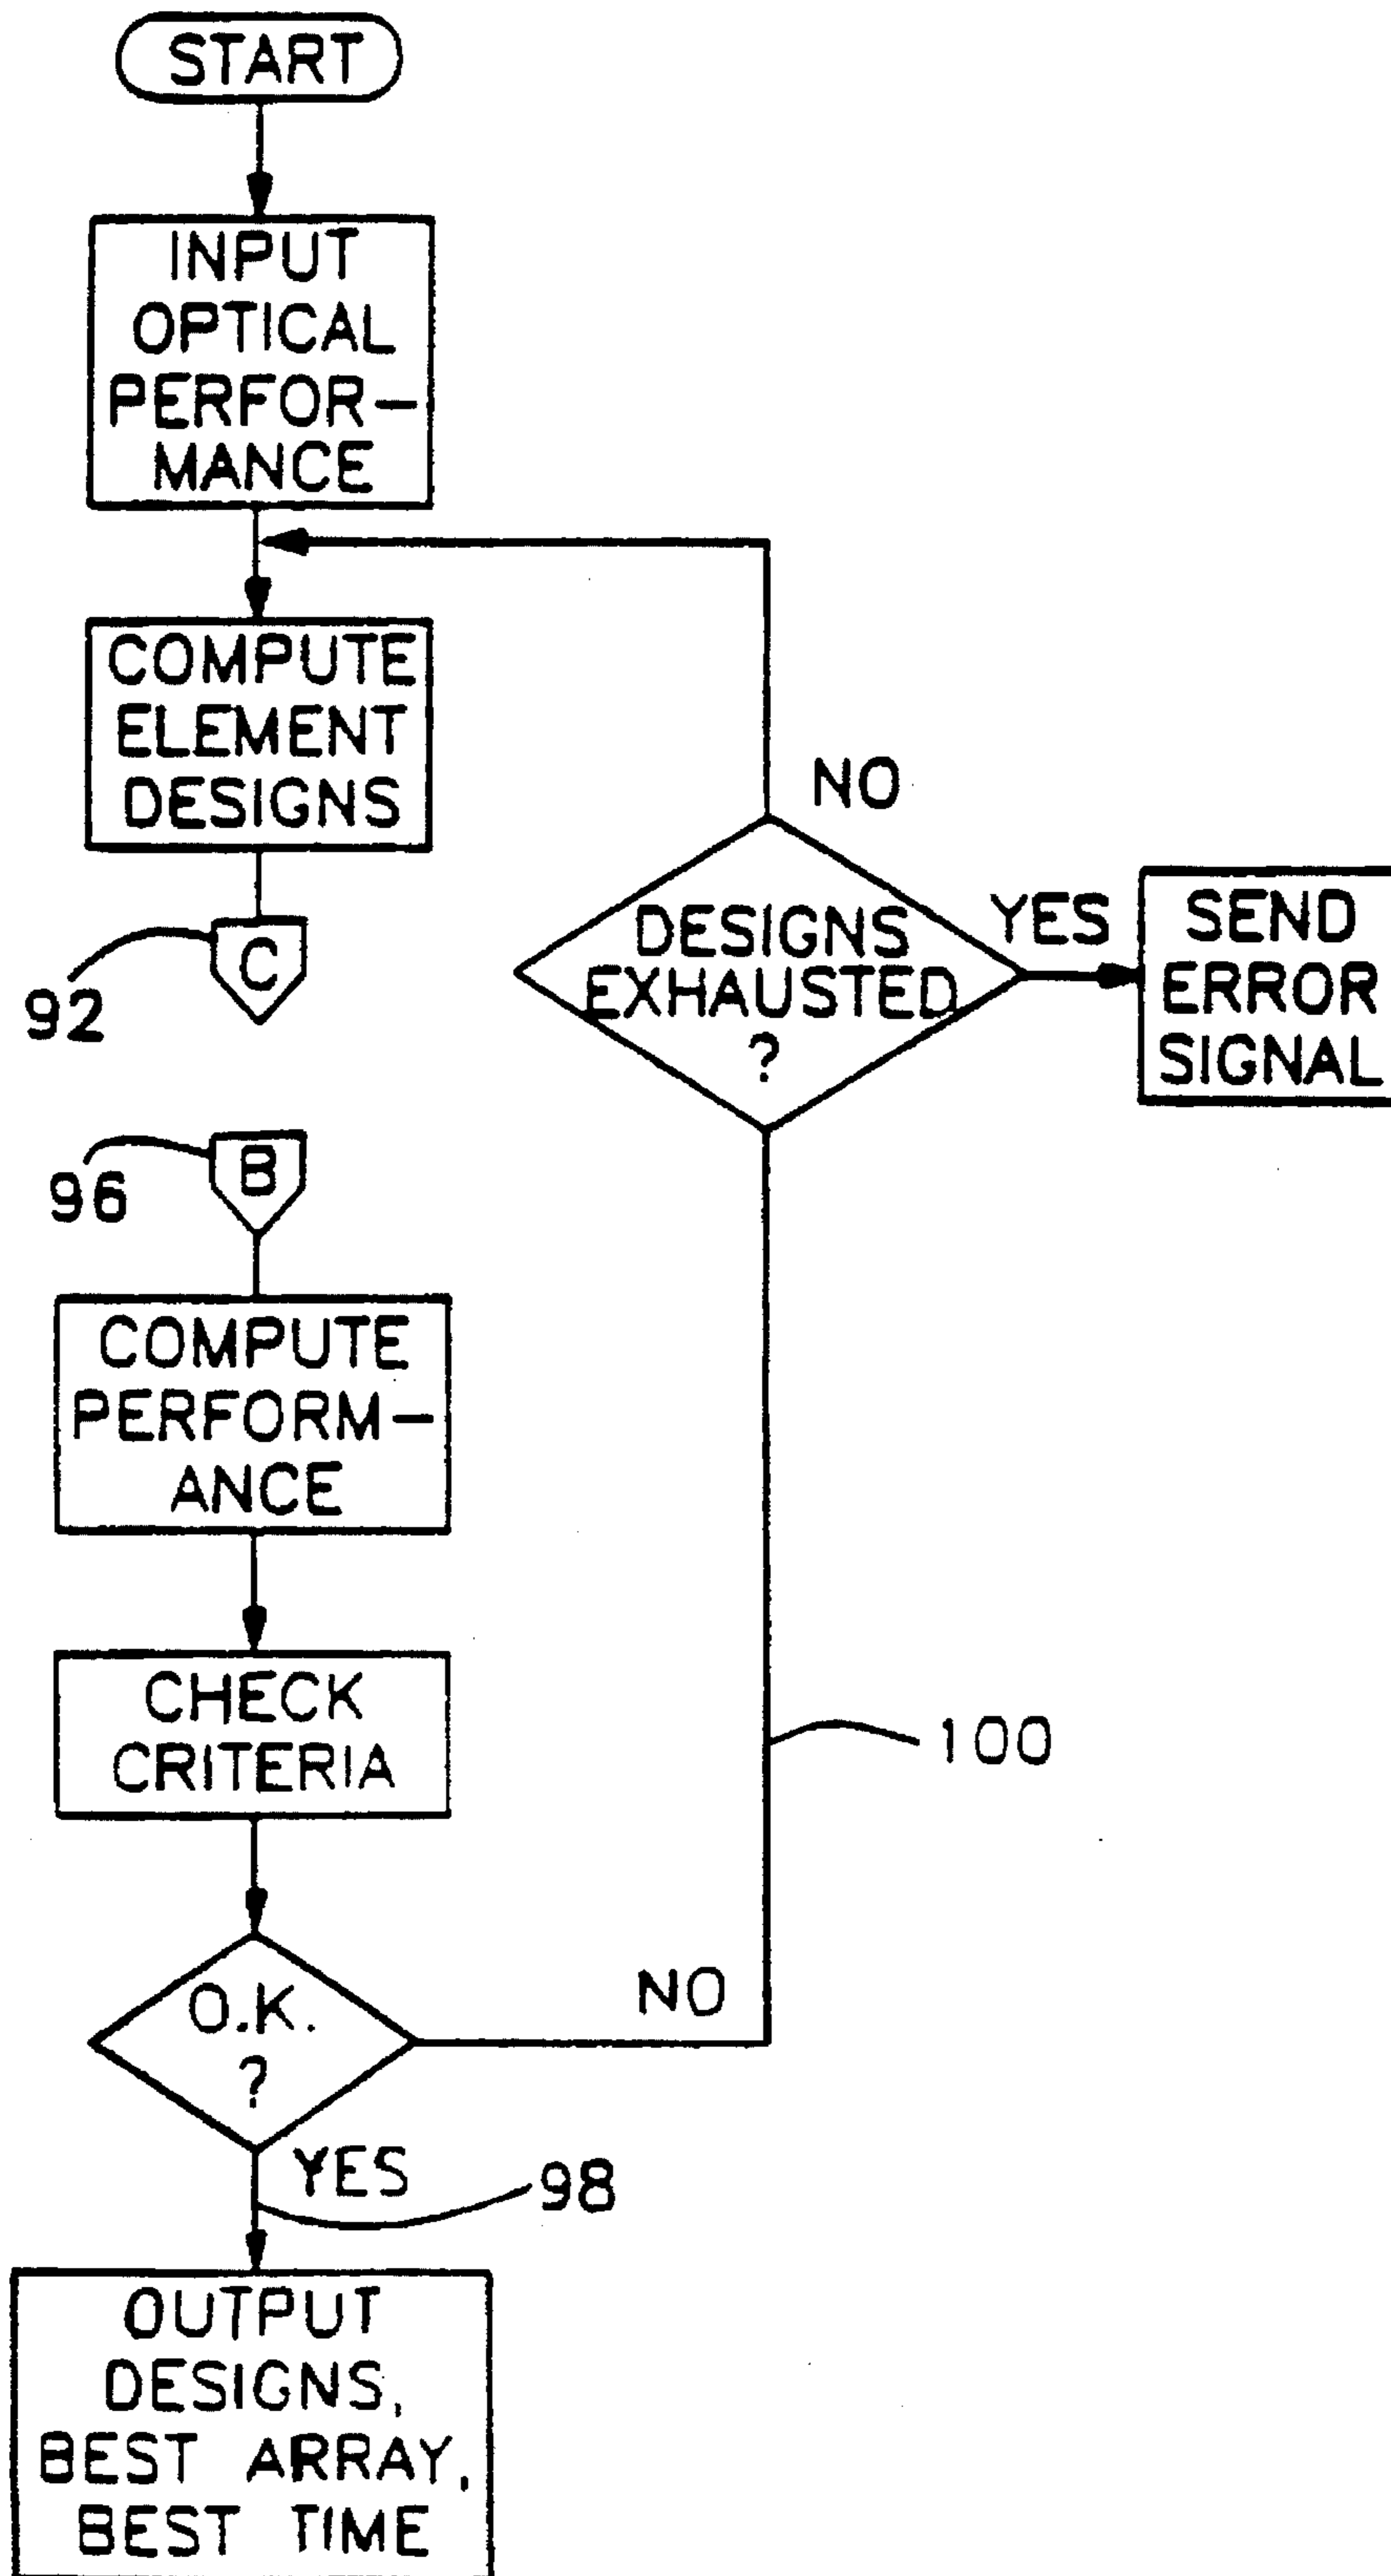 START
INPUT
OPTICAL
PERFOR-
MANCE
COMPUTE
ELEMENT
DESIGNS
C
92
NO
DESIGNS
EXHAUSTED
?
YES
SEND
ERROR
SIGNAL
B
96
COMPUTE
PERFORM-
ANCE
CHECK
CRITERIA
100
O.K.
?
NO
YES
98
OUTPUT
DESIGNS,
BEST ARRAY,
BEST TIME